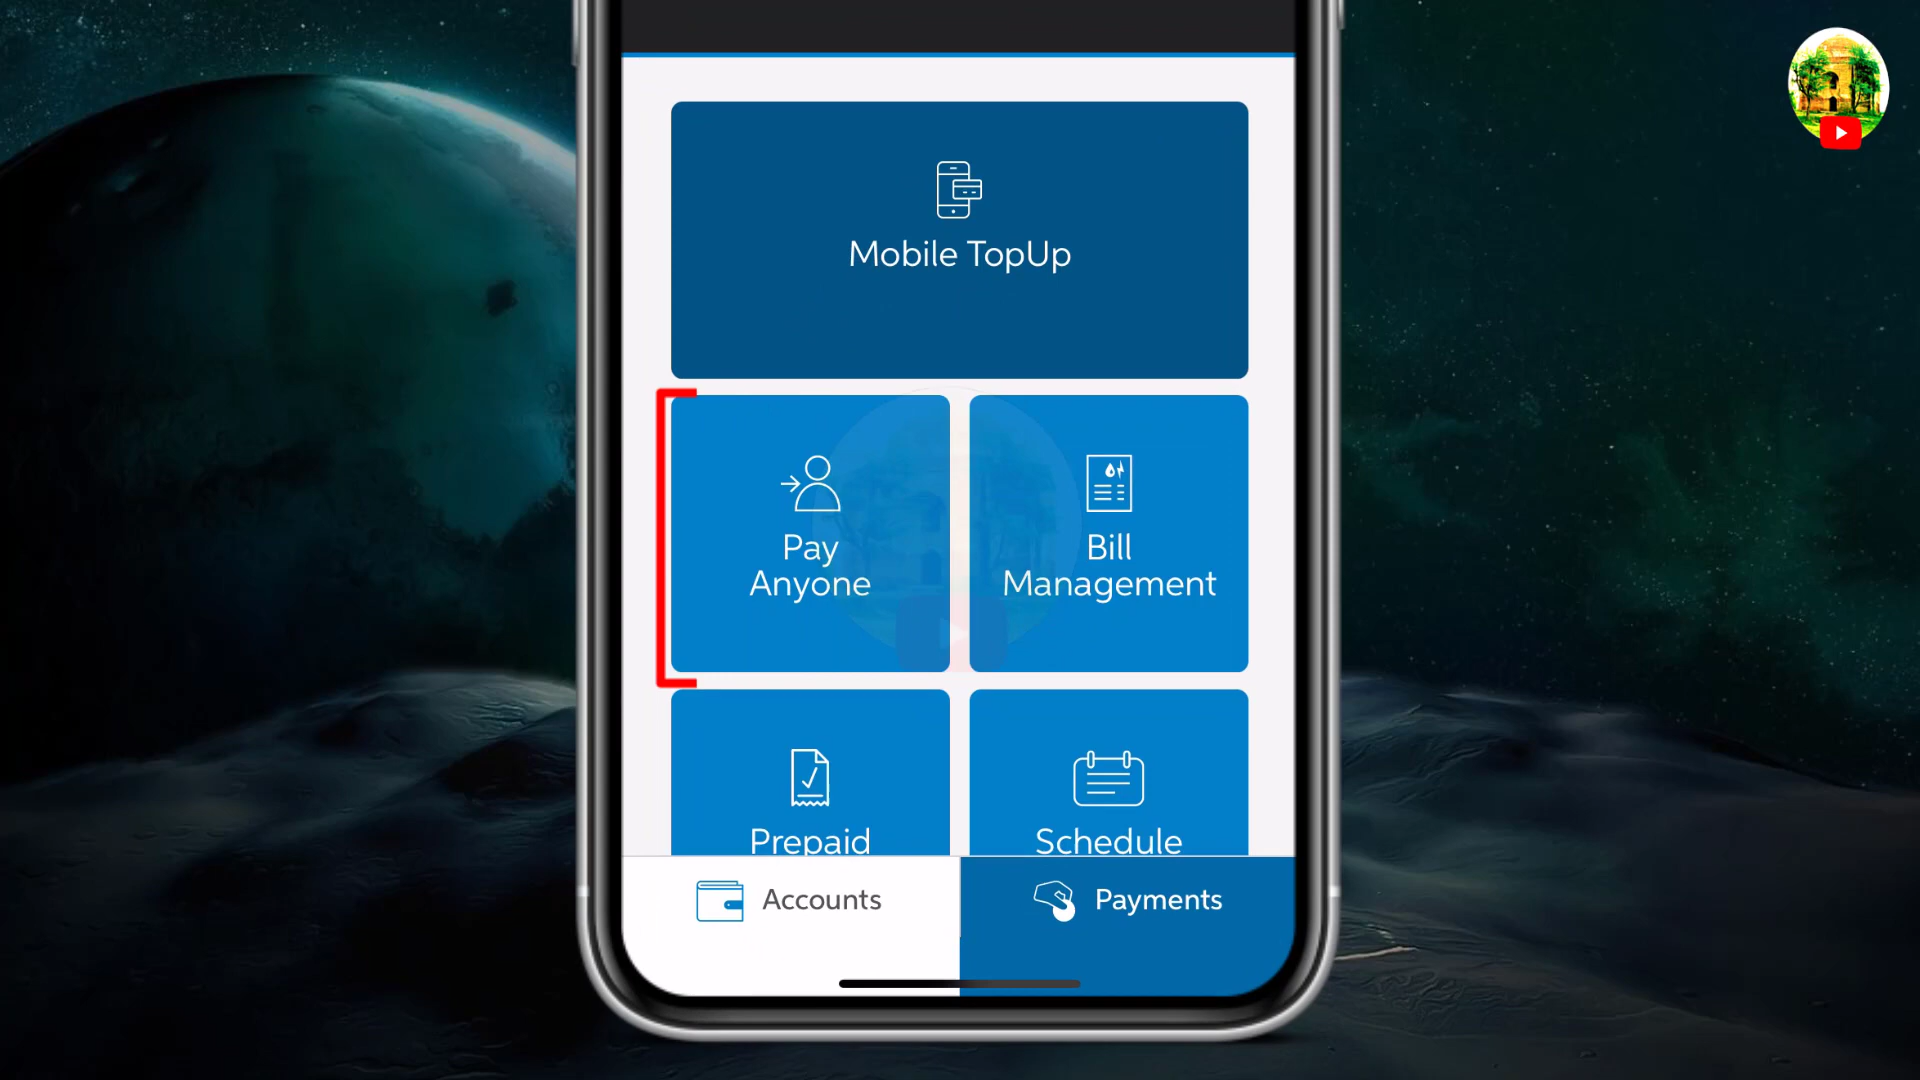 Mobile TopUp
Pay
Anyone
Bill
Management
Prepaid
Schedule
Accounts
Payments